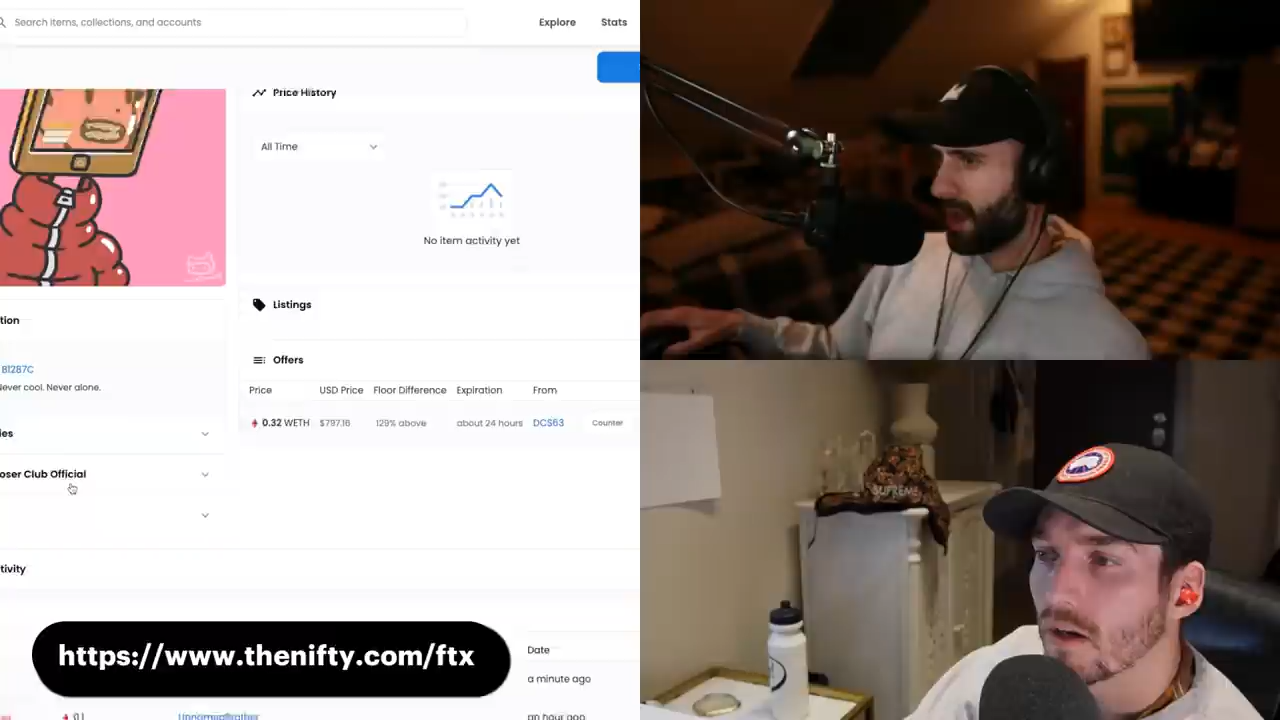 Search items, collections, and accounts
Explore
Stats
Price History
All Time
No item activity yet
Listings
tion
Offers
81287C
Never cool. Never alone.
Price
USD Price
Floor Difference
Expiration
From
0.32 WETH
$797.16
129% above
about 24 hours
DCS63
Counter
ies
oser Club Official
tivity
Date
a minute ago
https://www.thenifty.com/ftx
0.1
an hour ago
SUPREME